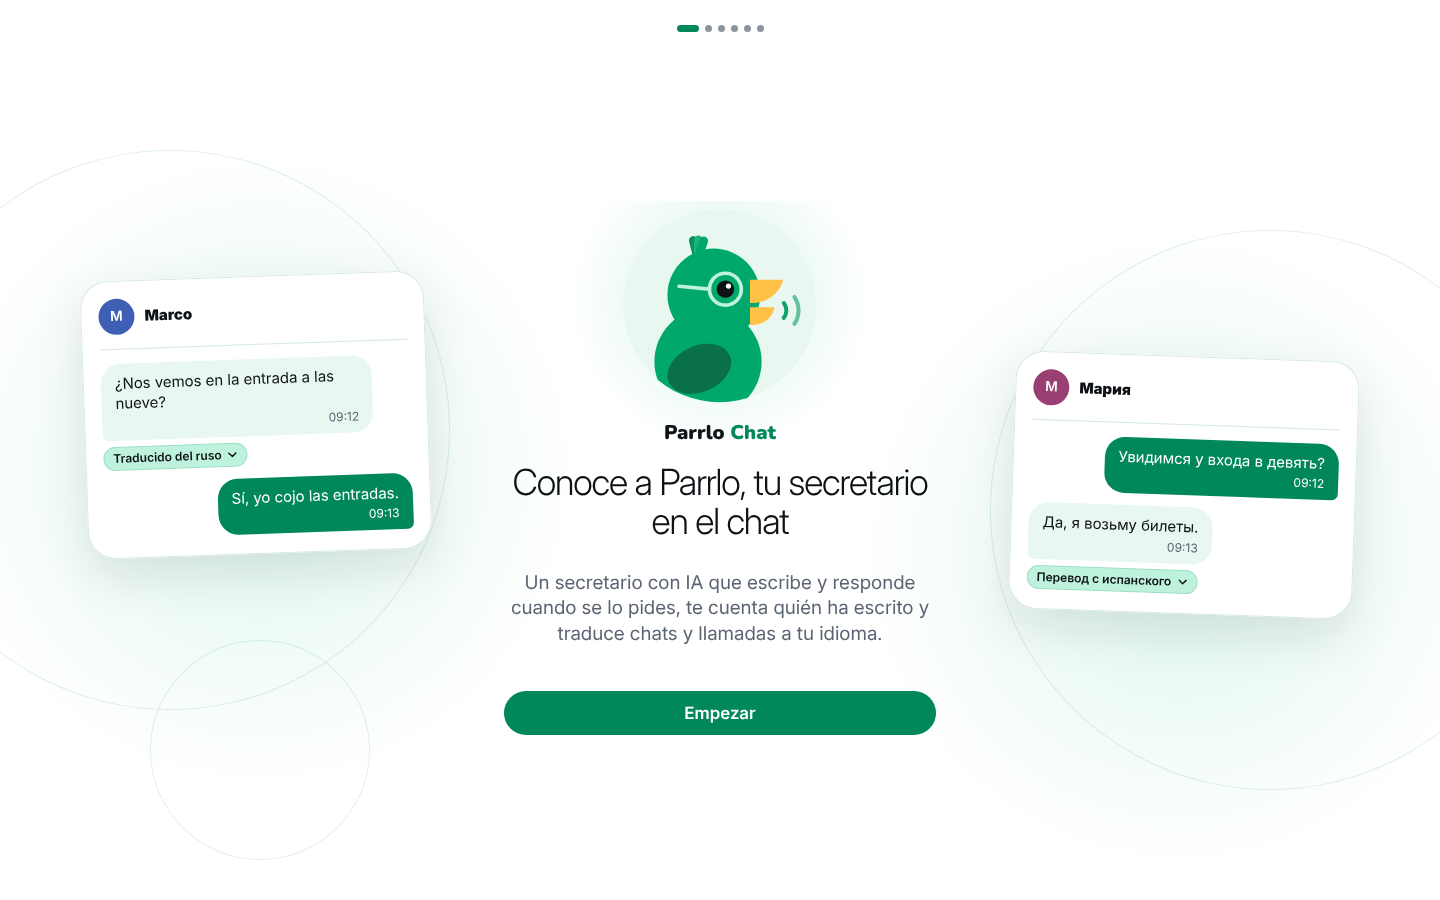 M
Marco
¿Nos vemos en la entrada a las
nueve?
09:12
Traducido del ruso
Sí, yo cojo las entradas.
09:13
Parrlo Chat
Conoce a Parrlo, tu secretario
en el chat
Un secretario con IA que escribe y responde
cuando se lo pides, te cuenta quién ha escrito y
traduce chats y llamadas a tu idioma.
Empezar
М
Мария
Увидимся у входа в девять?
09:12
Да, я возьму билеты.
09:13
Перевод с испанского